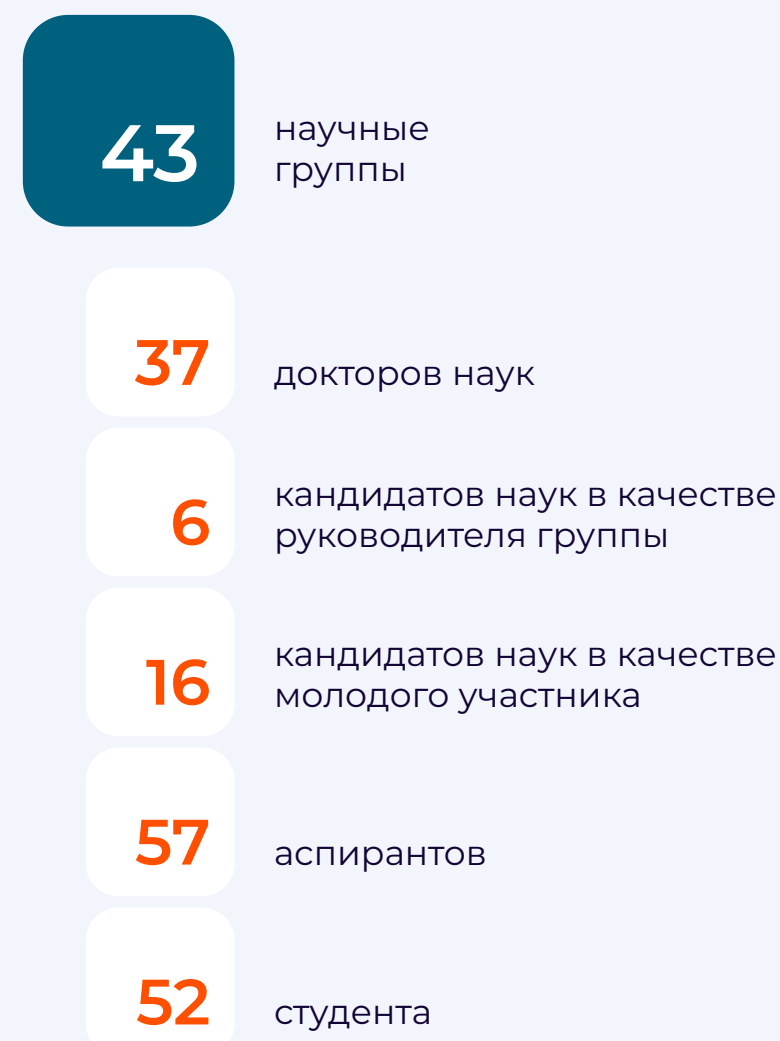 43
научные
группы
37
докторов наук
6
кандидатов наук в качестве
руководителя группы
16
кандидатов наук в качестве
молодого участника
57
аспирантов
52
студента